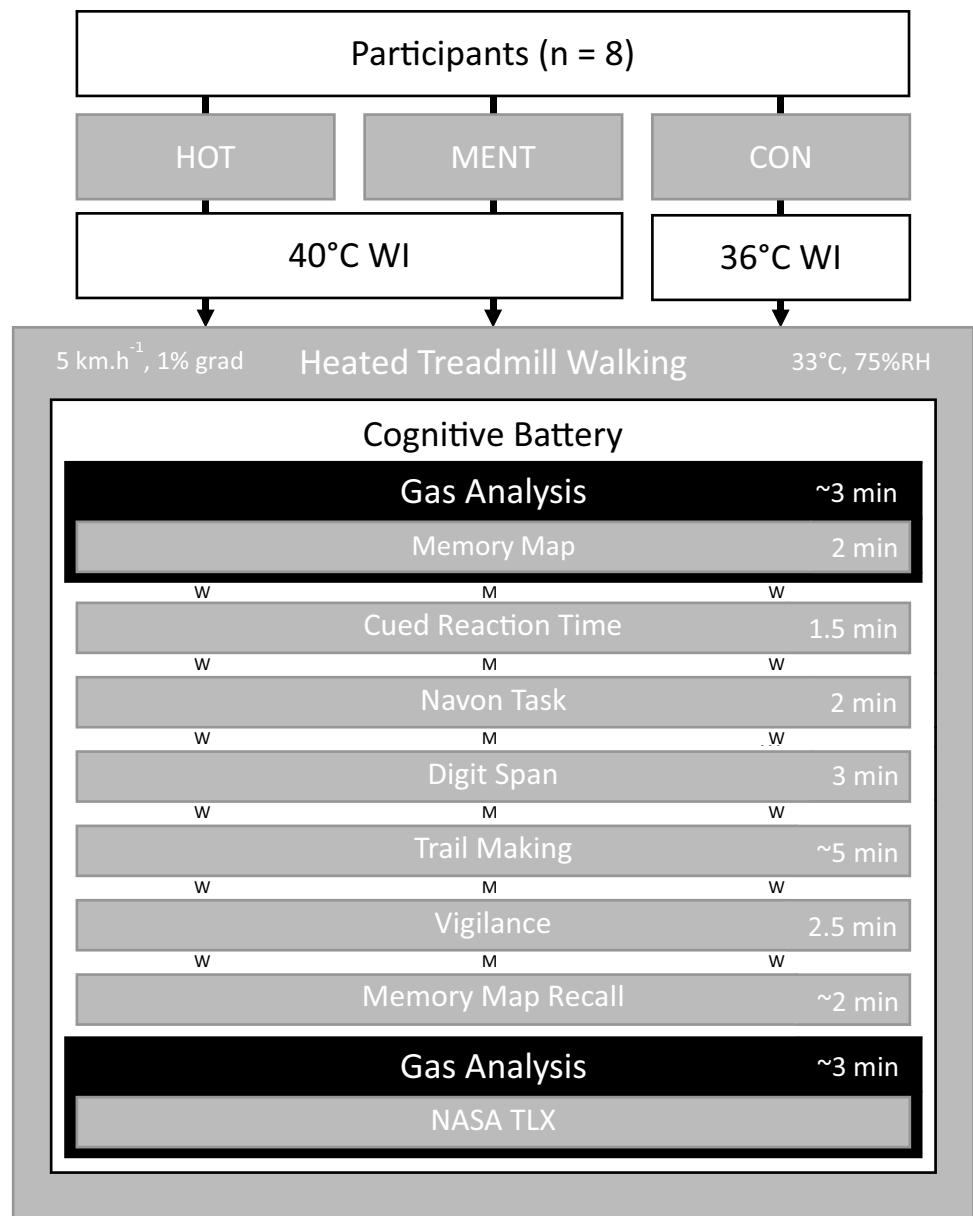 Participants (n = 8)
HOT MENT CON
40°C WI 36°C WI
5 km.h⁻¹, 1% grad Heated Treadmill Walking 33°C, 75%RH
Cognitive Battery
Gas Analysis ~3 min
Memory Map 2 min
W M W
Cued Reaction Time 1.5 min
W M W
Navon Task 2 min
W M W
Digit Span 3 min
W M W
Trail Making ~5 min
W M W
Vigilance 2.5 min
W M W
Memory Map Recall ~2 min
Gas Analysis ~3 min
NASA TLX